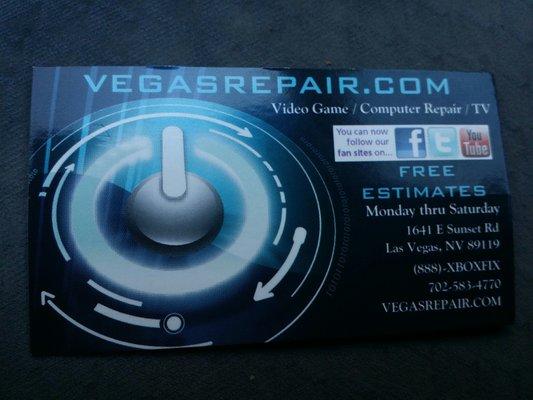 VEGASREPAIR.COM
Video Game / Computer Repair / TV
You can now
follow our
fan sites on...
f t You Tube
FREE
ESTIMATES
Monday thru Saturday
1641 E Sunset Rd
Las Vegas, NV 89119
(888)-XBOXFIX
702-583-4770
VEGASREPAIR.COM